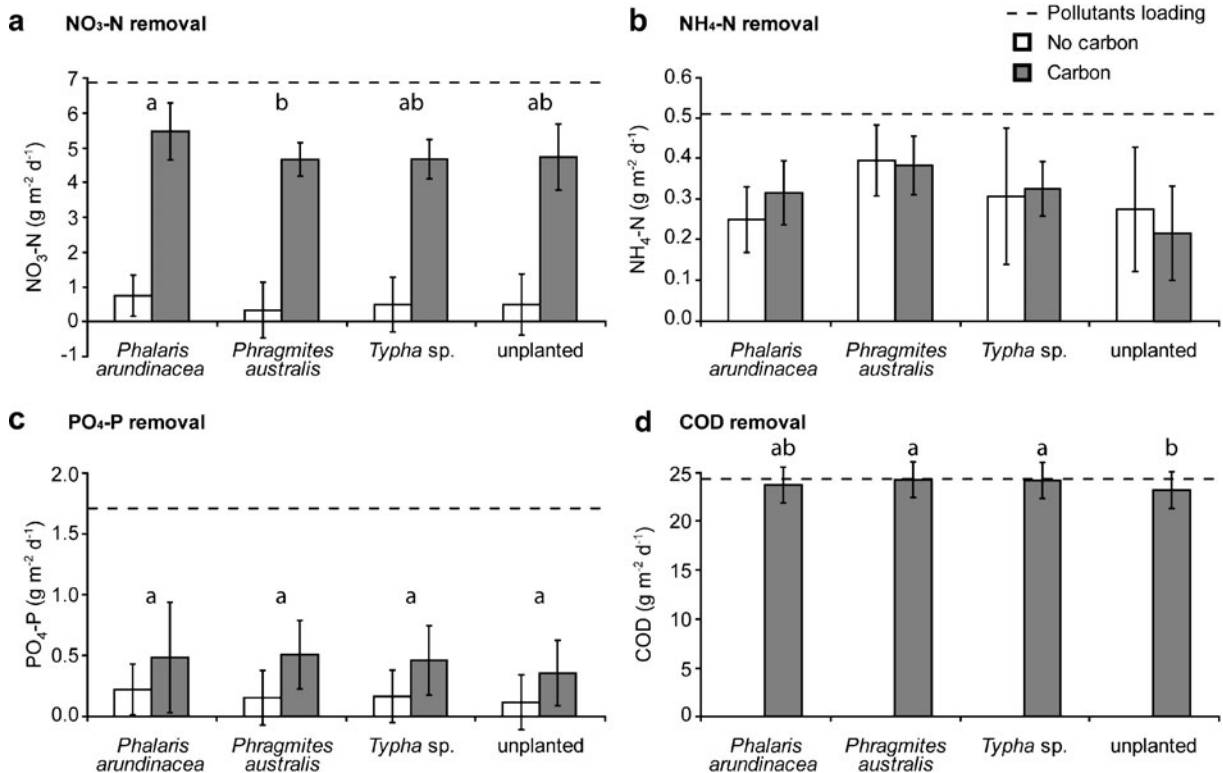 a NO₃-N removal
NO₃-N (g m⁻² d⁻¹)
7
6
5
4
3
2
1
0
-1
a
b
ab
ab
Phalaris
arundinacea
Phragmites
australis
Typha sp.
unplanted
b NH₄-N removal
Pollutants loading
No carbon
Carbon
NH₄-N (g m⁻² d⁻¹)
0.6
0.5
0.4
0.3
0.2
0.1
0.0
Phalaris
arundinacea
Phragmites
australis
Typha sp.
unplanted
c PO₄-P removal
PO₄-P (g m⁻² d⁻¹)
2.0
1.5
1.0
0.5
0.0
a
a
a
a
Phalaris
arundinacea
Phragmites
australis
Typha sp.
unplanted
d COD removal
COD (g m⁻² d⁻¹)
25
20
15
10
5
0
ab
a
a
b
Phalaris
arundinacea
Phragmites
australis
Typha sp.
unplanted